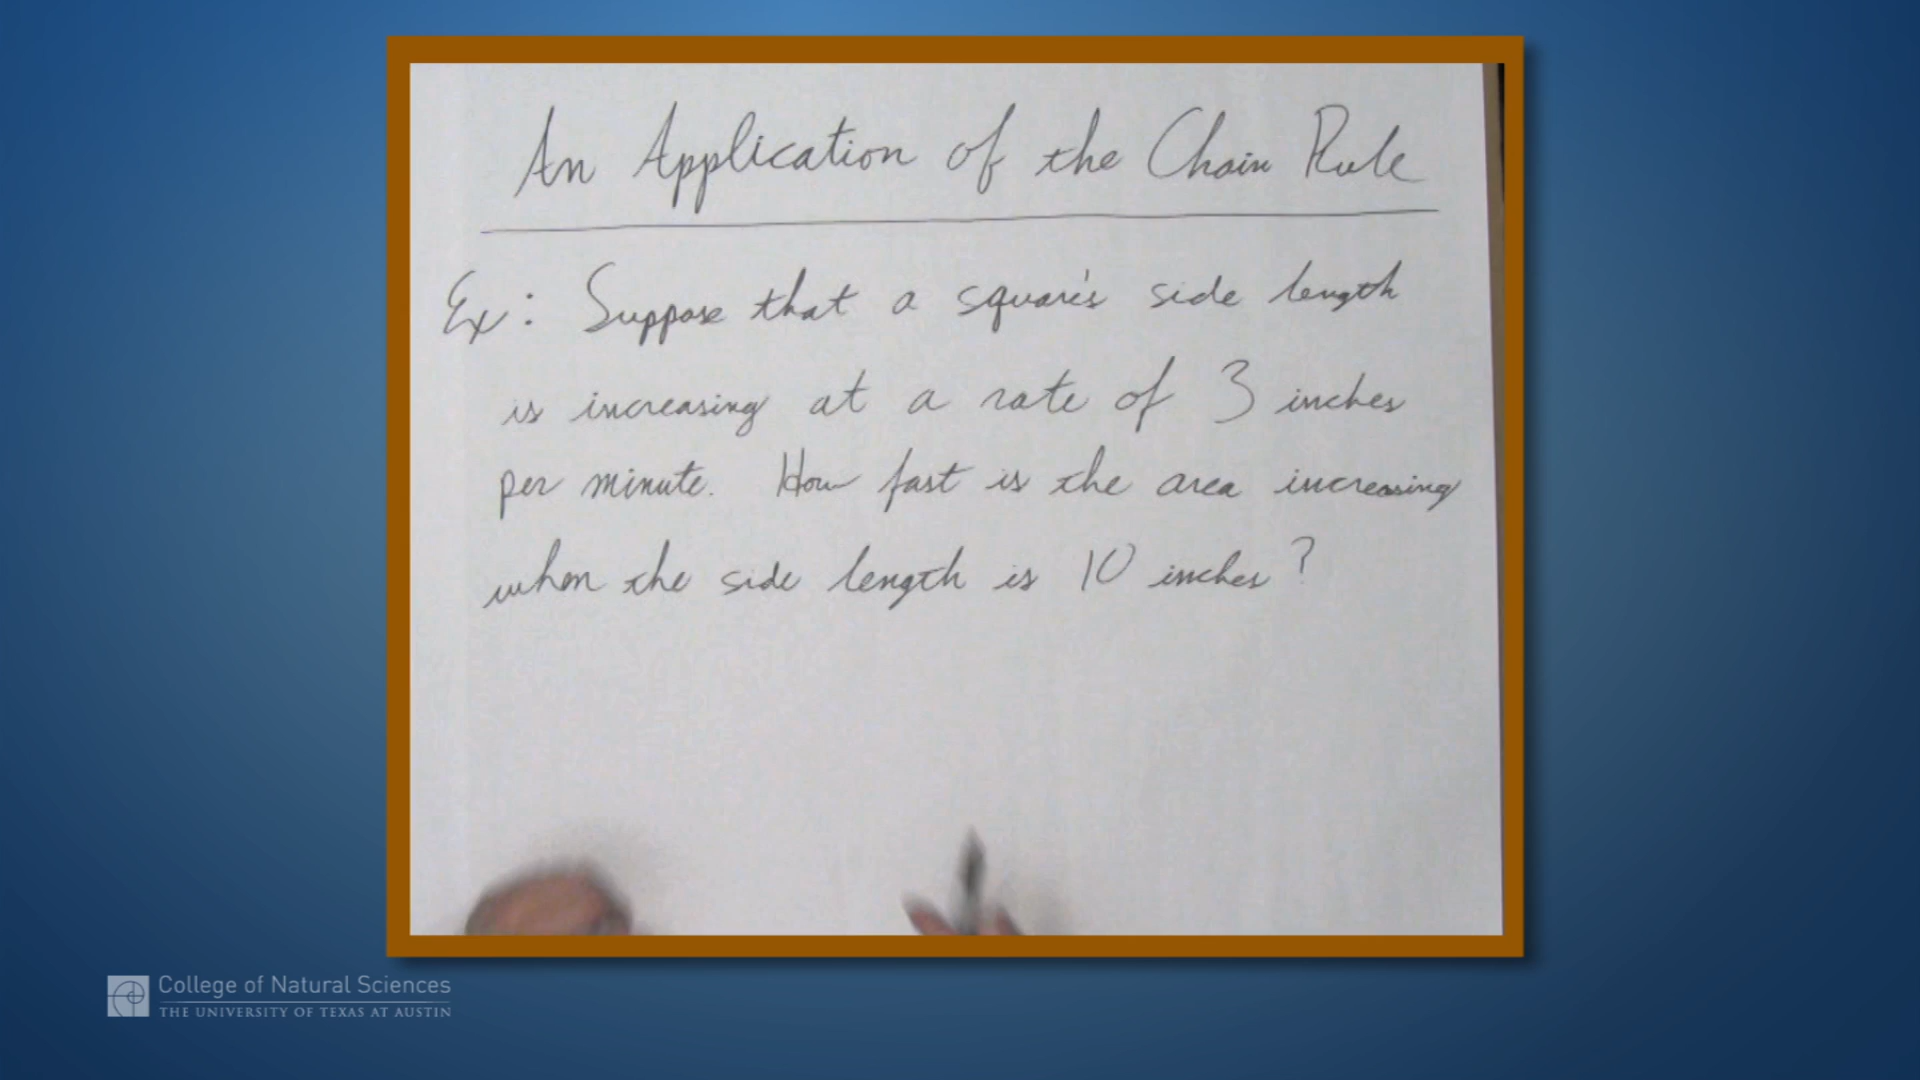 An Application of the Chain Rule
Ex: Suppose that a square's side length
is increasing at a rate of 3 inches
per minute. How fast is the area increasing
when the side length is 10 inches?
College of Natural Sciences
THE UNIVERSITY OF TEXAS AT AUSTIN